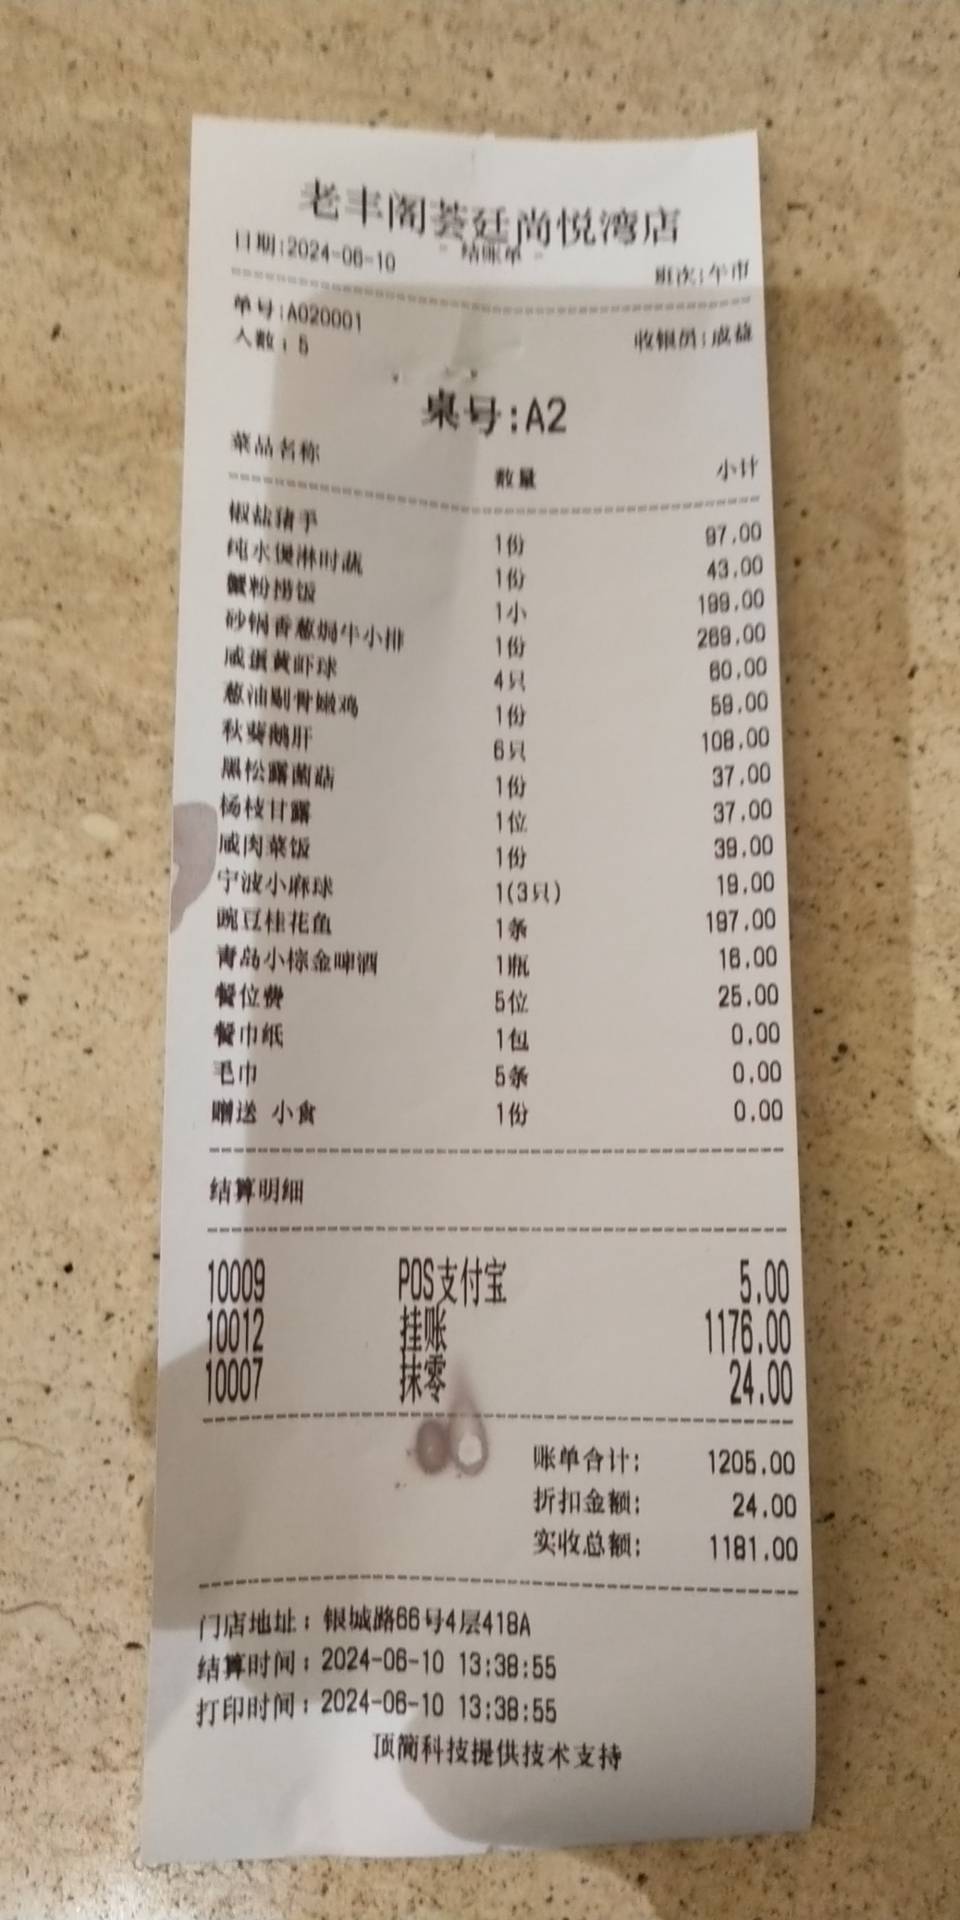 老丰阁荟廷尚悦湾店
- 结账单 -
日期:2024-06-10 班次:午市
单号:A020001 收银员:成益
人数:5
桌号:A2
菜品名称 数量 小计
椒盐猪手 1份 97.00
纯水煲淋时蔬 1份 43.00
蟹粉捞饭 1小 199.00
砂锅香葱焗牛小排 1份 269.00
咸蛋黄虾球 4只 60.00
葱油剔骨嫩鸡 1份 59.00
秋葵鹅肝 6只 108.00
黑松露菌菇 1份 37.00
杨枝甘露 1位 37.00
咸肉菜饭 1份 39.00
宁波小麻球 1(3只) 19.00
豌豆桂花鱼 1条 197.00
青岛小棕金啤酒 1瓶 16.00
餐位费 5位 25.00
餐巾纸 1包 0.00
毛巾 5条 0.00
赠送 小食 1份 0.00
结算明细
10009 POS支付宝 5.00
10012 挂账 1176.00
10007 抹零 24.00
账单合计: 1205.00
折扣金额: 24.00
实收总额: 1181.00
门店地址:银城路66号4层418A
结算时间:2024-06-10 13:38:55
打印时间:2024-06-10 13:38:55
顶简科技提供技术支持